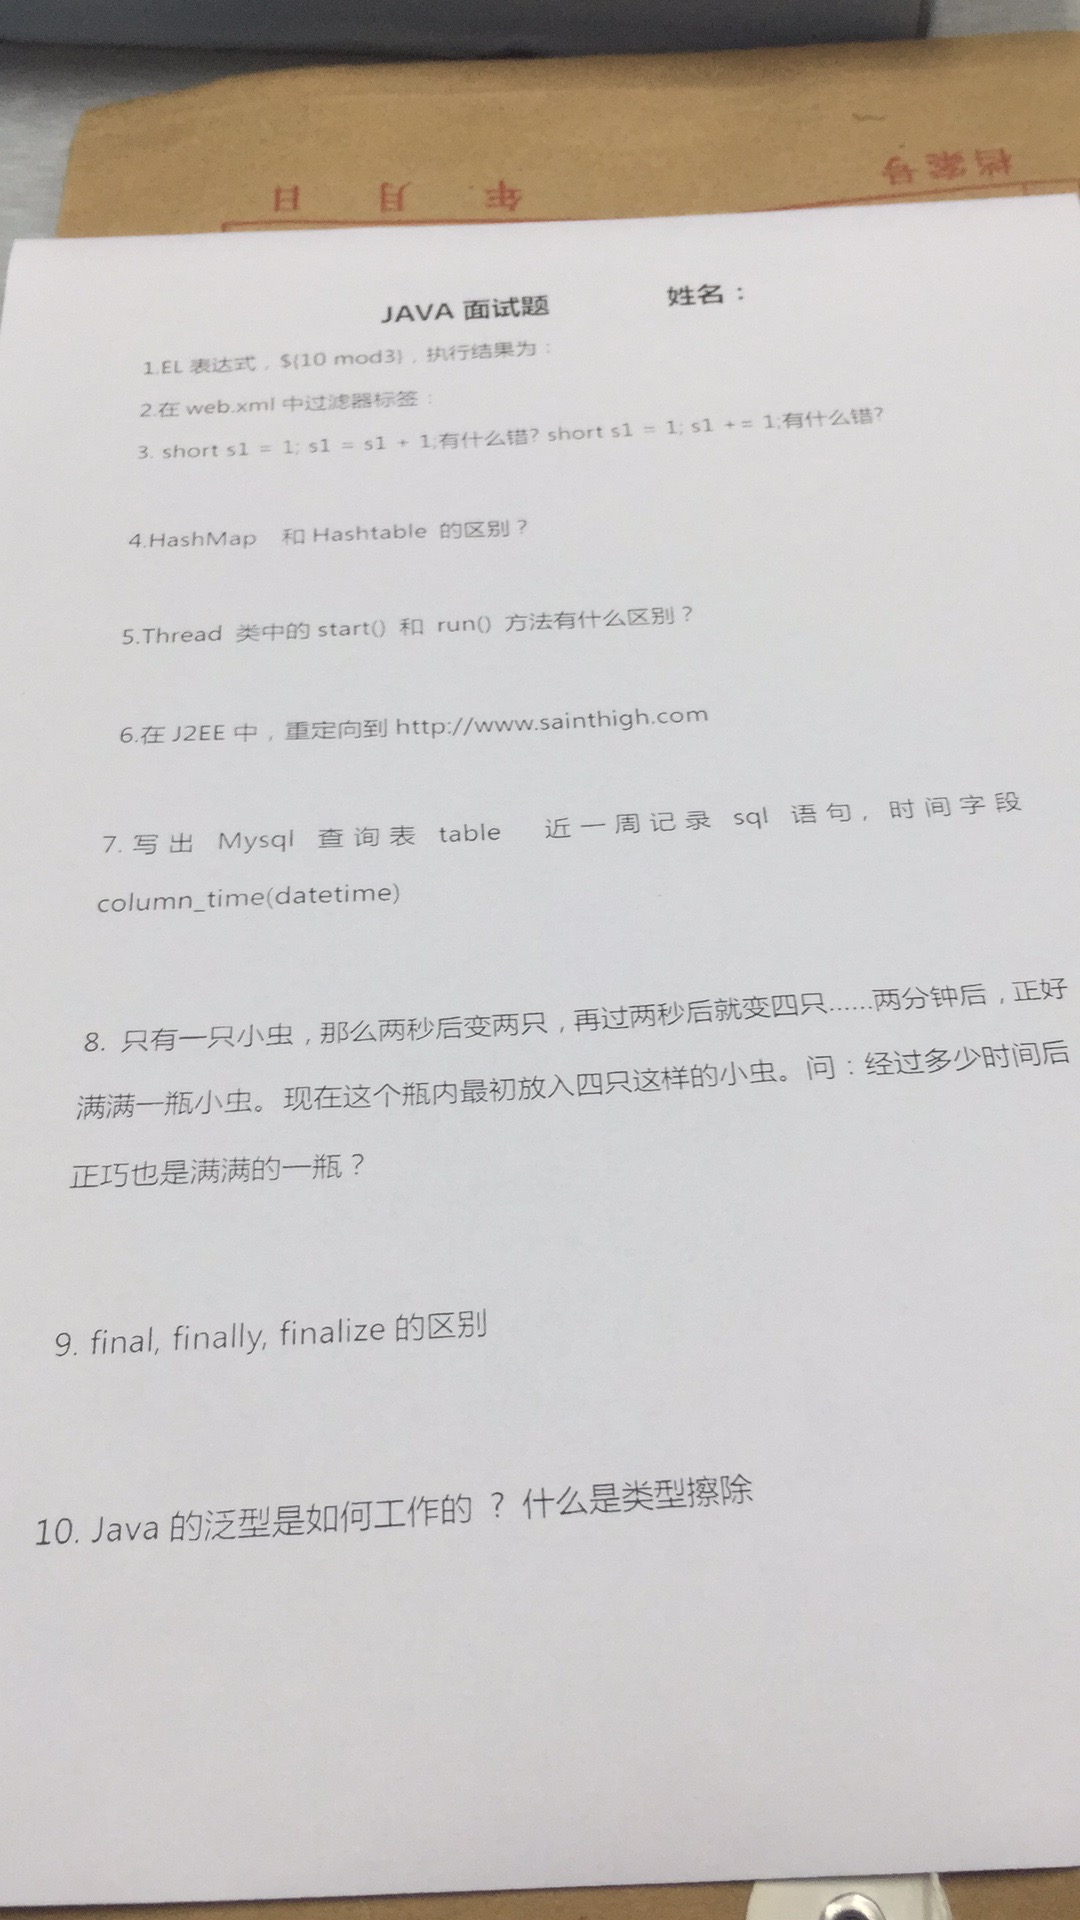 档案号
年 月 日
JAVA 面试题 姓名：
1.EL 表达式，${10 mod3}，执行结果为：
2.在 web.xml 中过滤器标签：
3. short s1 = 1; s1 = s1 + 1;有什么错? short s1 = 1; s1 += 1;有什么错?
4.HashMap 和 Hashtable 的区别？
5.Thread 类中的 start() 和 run() 方法有什么区别？
6.在 J2EE 中，重定向到 http://www.sainthigh.com
7. 写出 Mysql 查询表 table 近一周记录 sql 语句, 时间字段
column_time(datetime)
8. 只有一只小虫，那么两秒后变两只，再过两秒后就变四只……两分钟后，正好
满满一瓶小虫。现在这个瓶内最初放入四只这样的小虫。问：经过多少时间后
正巧也是满满的一瓶？
9. final, finally, finalize 的区别
10. Java 的泛型是如何工作的 ? 什么是类型擦除